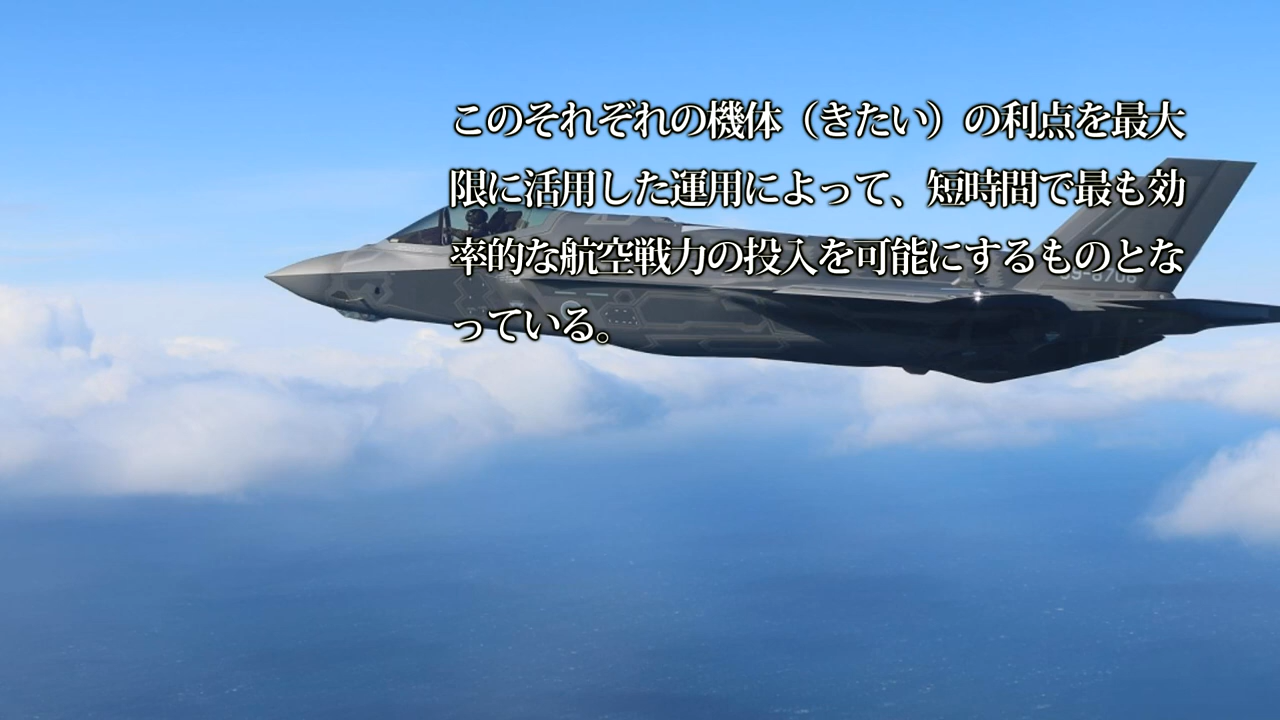 このそれぞれの機体（きたい）の利点を最大
限に活用した運用によって、短時間で最も効
率的な航空戦力の投入を可能にするものとな
っている。